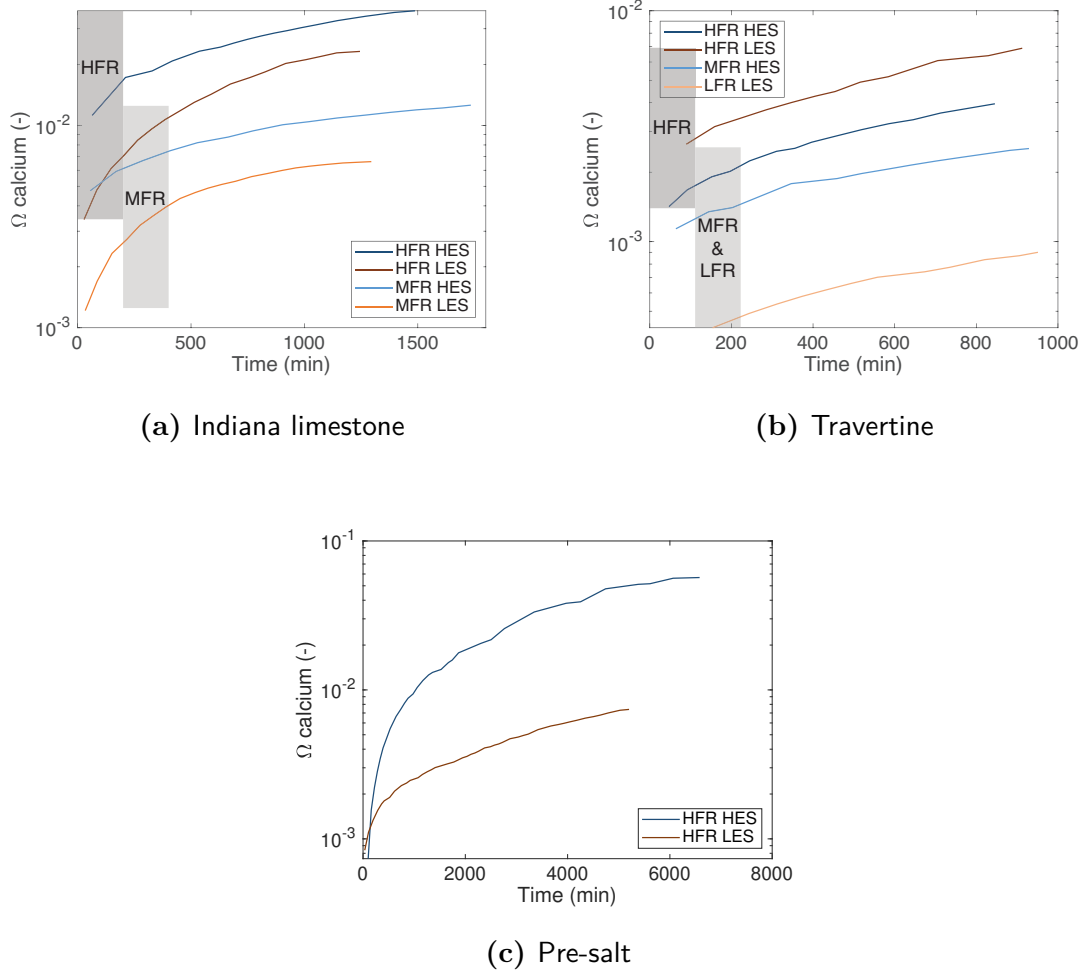 HFR
MFR
10⁻²
10⁻³
Ω calcium (-)
HFR HES
HFR LES
MFR HES
MFR LES
0
500
1000
1500
Time (min)
(a) Indiana limestone
10⁻²
10⁻³
Ω calcium (-)
HFR HES
HFR LES
MFR HES
LFR LES
HFR
MFR
&
LFR
0
200
400
600
800
1000
Time (min)
(b) Travertine
10⁻¹
10⁻²
10⁻³
Ω calcium (-)
HFR HES
HFR LES
0
2000
4000
6000
8000
Time (min)
(c) Pre-salt